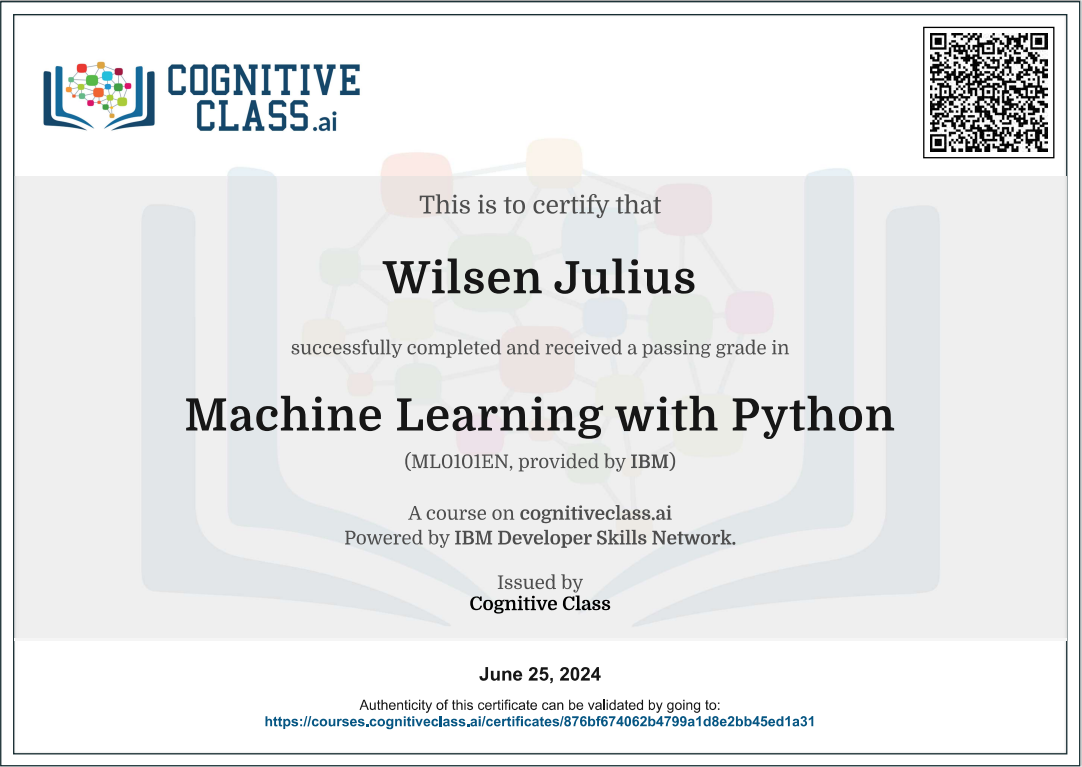 COGNITIVE
CLASS.ai
This is to certify that
Wilsen Julius
successfully completed and received a passing grade in
Machine Learning with Python
(ML0101EN, provided by IBM)
A course on cognitiveclass.ai
Powered by IBM Developer Skills Network.
Issued by
Cognitive Class
June 25, 2024
Authenticity of this certificate can be validated by going to:
https://courses.cognitiveclass.ai/certificates/876bf674062b4799a1d8e2bb45ed1a31